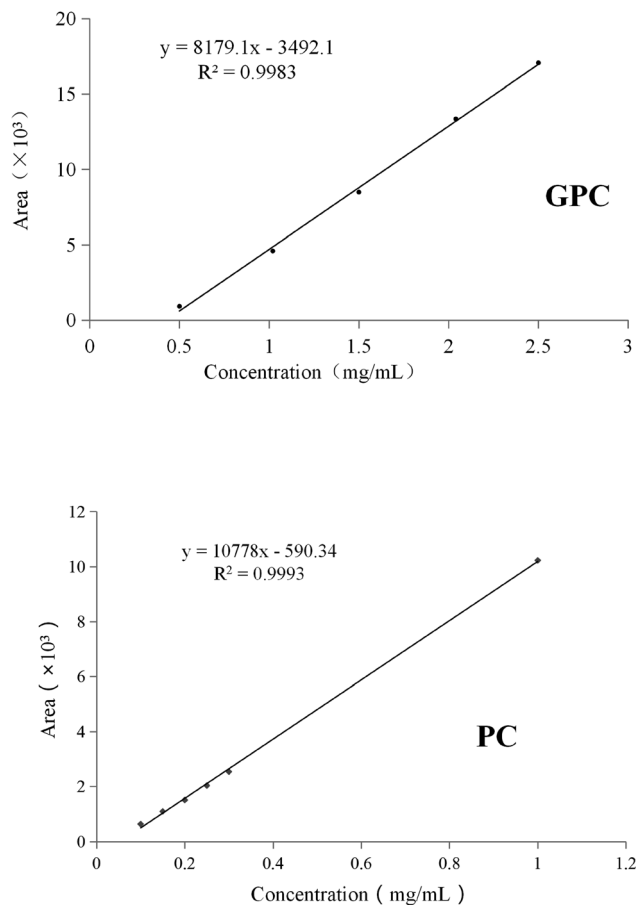 20
y = 8179.1x - 3492.1
R² = 0.9983
15
10
5
0
Area（×10³）
GPC
0
0.5
1
1.5
2
2.5
3
Concentration（mg/mL）
12
y = 10778x - 590.34
R² = 0.9993
10
8
6
4
2
0
Area ( ×10³ )
PC
0
0.2
0.4
0.6
0.8
1
1.2
Concentration ( mg/mL )